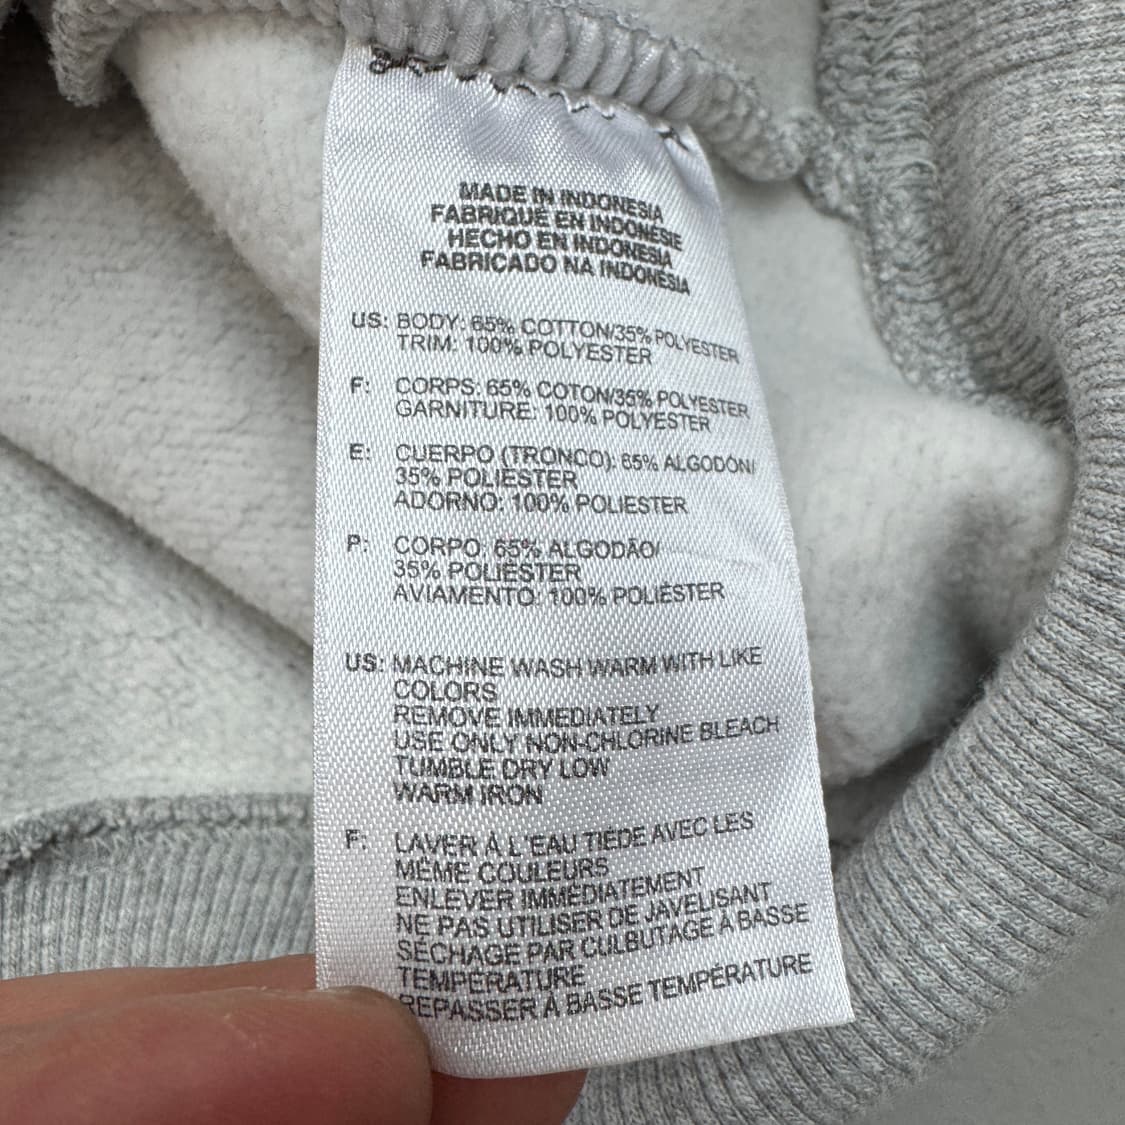 MADE IN INDONESIA
FABRIQUÉ EN INDONÉSIE
HECHO EN INDONESIA
FABRICADO NA INDONÉSIA
US: BODY: 65% COTTON/35% POLYESTER
TRIM: 100% POLYESTER
F: CORPS: 65% COTON/35% POLYESTER
GARNITURE: 100% POLYESTER
E: CUERPO (TRONCO): 65% ALGODÓN/
35% POLIÉSTER
ADORNO: 100% POLIESTER
P: CORPO: 65% ALGODÃO/
35% POLIÉSTER
AVIAMENTO: 100% POLIÉSTER
US: MACHINE WASH WARM WITH LIKE
COLORS
REMOVE IMMEDIATELY
USE ONLY NON-CHLORINE BLEACH
TUMBLE DRY LOW
WARM IRON
F: LAVER À L'EAU TIÈDE AVEC LES
MÊME COULEURS
ENLEVER IMMÉDIATEMENT
NE PAS UTILISER DE JAVELISANT
SÉCHAGE PAR CULBUTAGE À BASSE
TEMPÉRATURE
REPASSER À BASSE TEMPÉRATURE